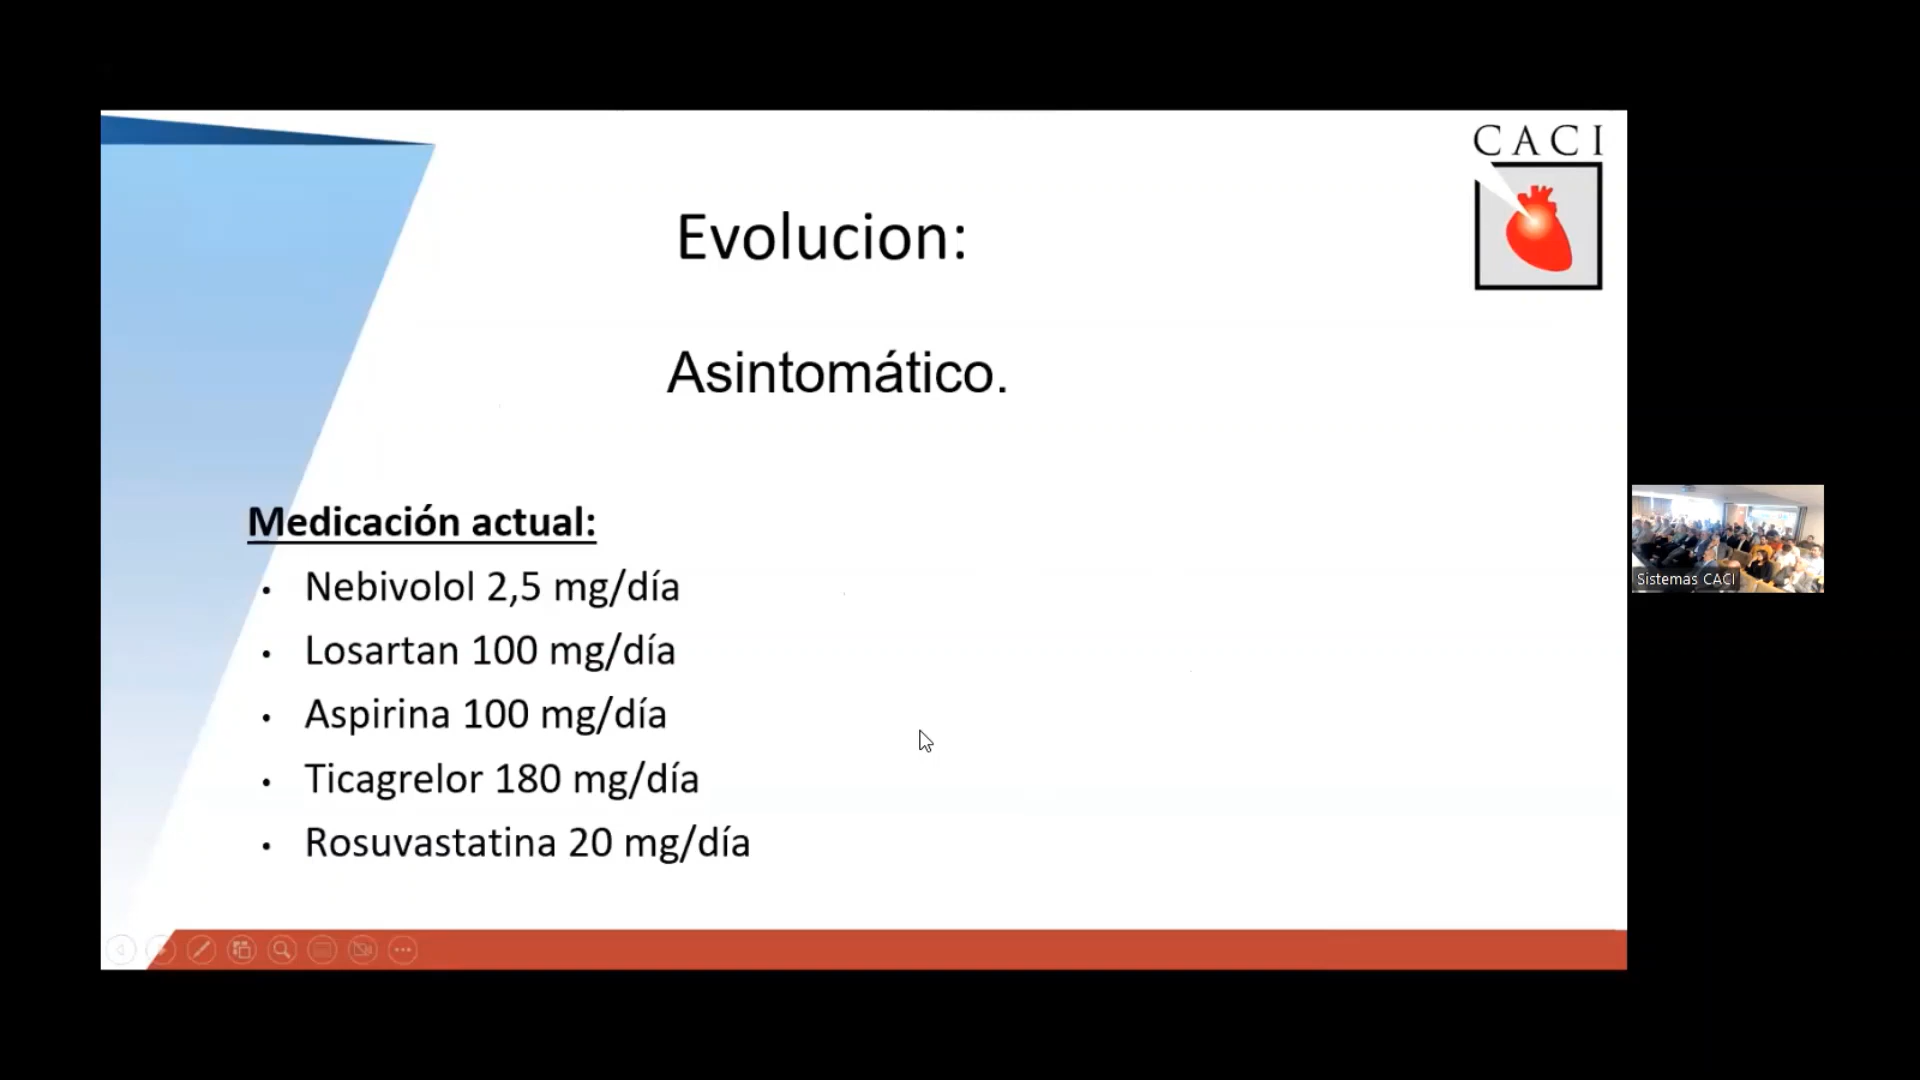 CACI
Evolucion:
Asintomático.
Medicación actual:
• Nebivolol 2,5 mg/día
• Losartan 100 mg/día
• Aspirina 100 mg/día
• Ticagrelor 180 mg/día
• Rosuvastatina 20 mg/día
Sistemas CACI